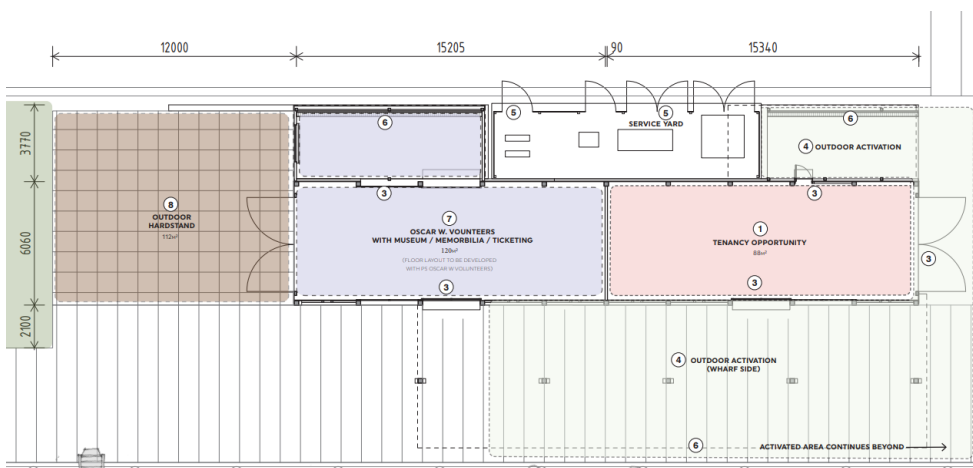 12000
15205
90
15340
3770
6060
2100
6
5
5
SERVICE YARD
6
4 OUTDOOR ACTIVATION
3
3
8
OUTDOOR
HARDSTAND
112m²
7
OSCAR W. VOUNTEERS
WITH MUSEUM / MEMORBILIA / TICKETING
120m²
(FLOOR LAYOUT TO BE DEVELOPED
WITH PS OSCAR W VOLUNTEERS)
3
1
TENANCY OPPORTUNITY
88m²
3
3
4 OUTDOOR ACTIVATION
(WHARF SIDE)
6
ACTIVATED AREA CONTINUES BEYOND